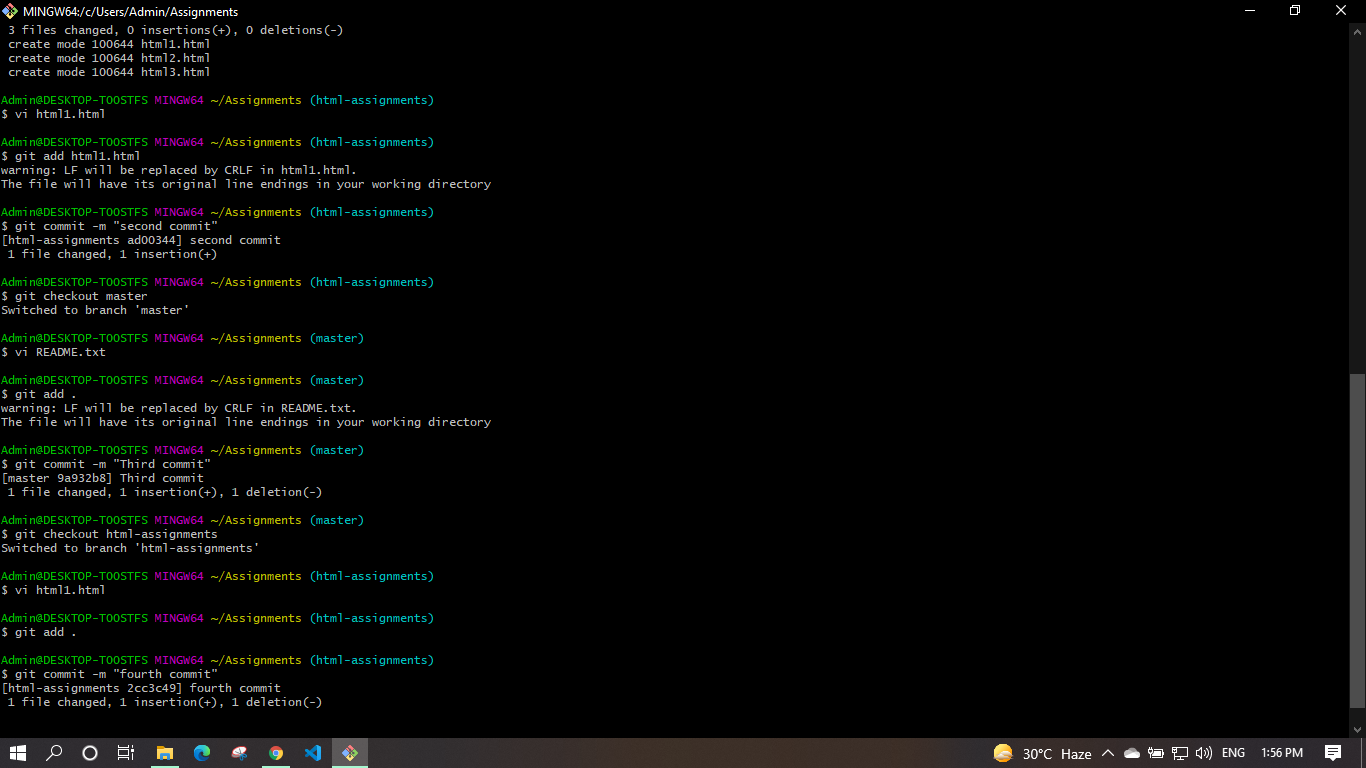 MINGW64:/c/Users/Admin/Assignments
 3 files changed, 0 insertions(+), 0 deletions(-)
 create mode 100644 html1.html
 create mode 100644 html2.html
 create mode 100644 html3.html
Admin@DESKTOP-TOOSTFS MINGW64 ~/Assignments (html-assignments)
$ vi html1.html
Admin@DESKTOP-TOOSTFS MINGW64 ~/Assignments (html-assignments)
$ git add html1.html
warning: LF will be replaced by CRLF in html1.html.
The file will have its original line endings in your working directory
Admin@DESKTOP-TOOSTFS MINGW64 ~/Assignments (html-assignments)
$ git commit -m "second commit"
[html-assignments ad00344] second commit
 1 file changed, 1 insertion(+)
Admin@DESKTOP-TOOSTFS MINGW64 ~/Assignments (html-assignments)
$ git checkout master
Switched to branch 'master'
Admin@DESKTOP-TOOSTFS MINGW64 ~/Assignments (master)
$ vi README.txt
Admin@DESKTOP-TOOSTFS MINGW64 ~/Assignments (master)
$ git add .
warning: LF will be replaced by CRLF in README.txt.
The file will have its original line endings in your working directory
Admin@DESKTOP-TOOSTFS MINGW64 ~/Assignments (master)
$ git commit -m "Third commit"
[master 9a932b8] Third commit
 1 file changed, 1 insertion(+), 1 deletion(-)
Admin@DESKTOP-TOOSTFS MINGW64 ~/Assignments (master)
$ git checkout html-assignments
Switched to branch 'html-assignments'
Admin@DESKTOP-TOOSTFS MINGW64 ~/Assignments (html-assignments)
$ vi html1.html
Admin@DESKTOP-TOOSTFS MINGW64 ~/Assignments (html-assignments)
$ git add .
Admin@DESKTOP-TOOSTFS MINGW64 ~/Assignments (html-assignments)
$ git commit -m "fourth commit"
[html-assignments 2cc3c49] fourth commit
 1 file changed, 1 insertion(+), 1 deletion(-)
30°C Haze ENG 1:56 PM